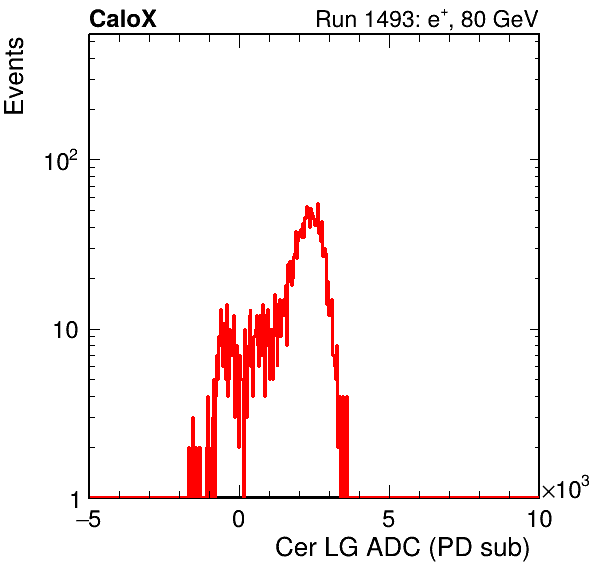 CaloX Run 1493: e⁺, 80 GeV
Events
10²
10
1
−5 0 5 10
×10³
Cer LG ADC (PD sub)